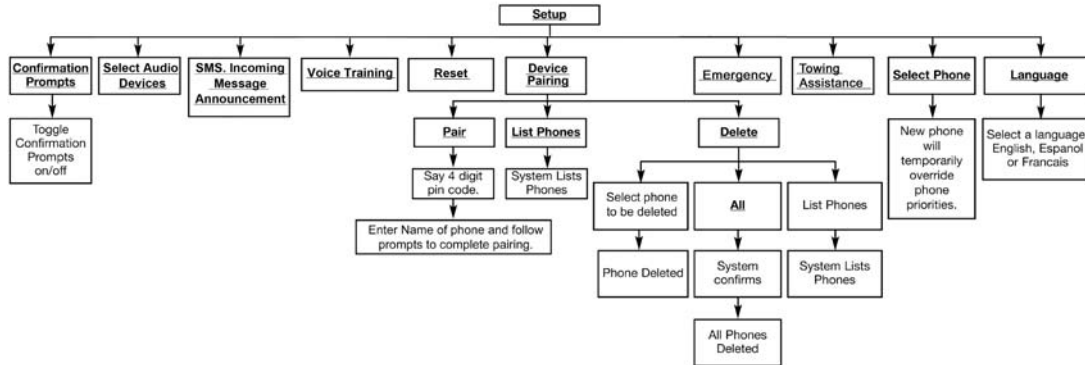 Setup
Confirmation
Prompts
Select Audio
Devices
SMS. Incoming
Message
Announcement
Voice Training
Reset
Device
Pairing
Emergency
Towing
Assistance
Select Phone
Language
Toggle
Confirmation
Prompts
on/off
Pair
List Phones
Delete
New phone
will
temporarily
override
phone
priorities.
Select a language
English, Espanol
or Francais
Say 4 digit
pin code.
System Lists
Phones
Enter Name of phone and follow
prompts to complete pairing.
Select phone
to be deleted
All
List Phones
Phone Deleted
System
confirms
System Lists
Phones
All Phones
Deleted